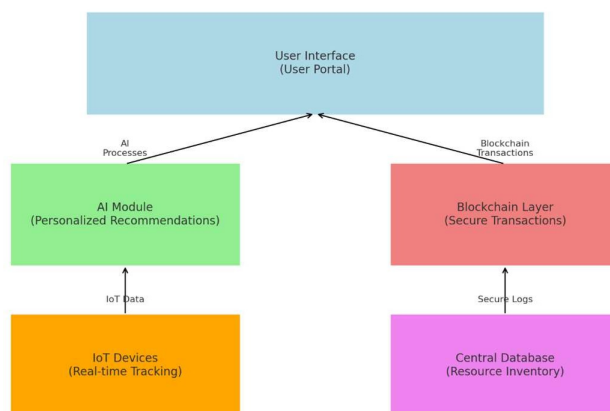 User Interface
(User Portal)
AI
Processes
Blockchain
Transactions
AI Module
(Personalized Recommendations)
Blockchain Layer
(Secure Transactions)
IoT Data
Secure Logs
IoT Devices
(Real-time Tracking)
Central Database
(Resource Inventory)